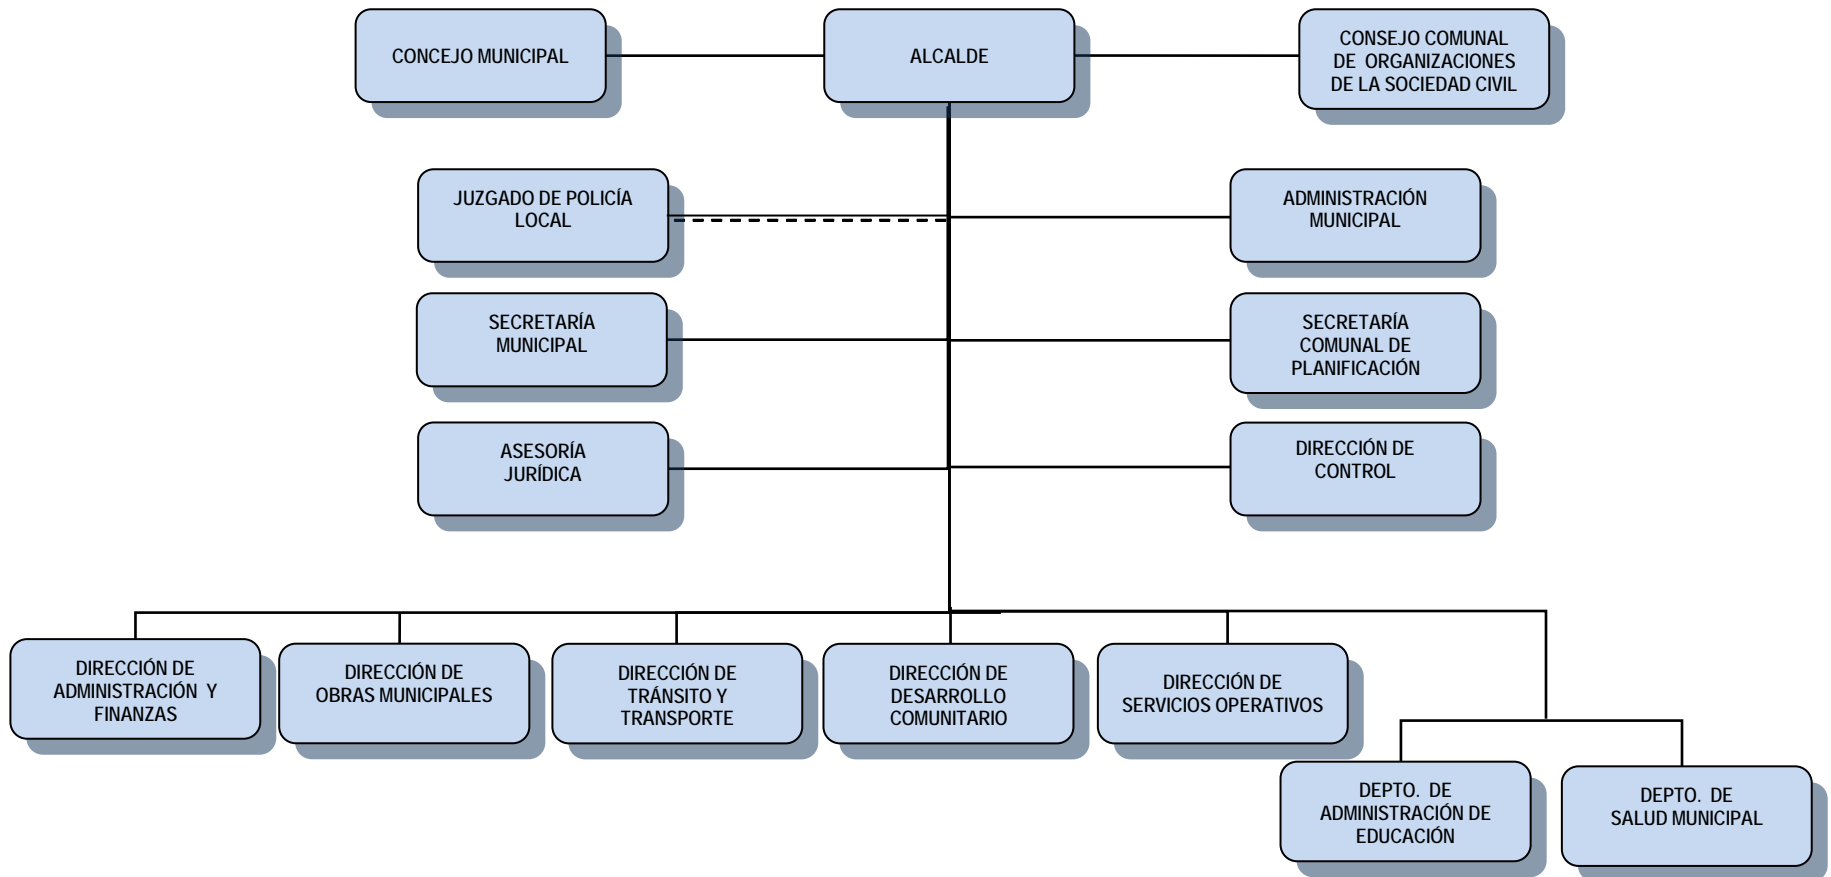 CONCEJO MUNICIPAL
ALCALDE
CONSEJO COMUNAL
DE ORGANIZACIONES
DE LA SOCIEDAD CIVIL
JUZGADO DE POLICÍA
LOCAL
ADMINISTRACIÓN
MUNICIPAL
SECRETARÍA
MUNICIPAL
SECRETARÍA
COMUNAL DE
PLANIFICACIÓN
ASESORÍA
JURÍDICA
DIRECCIÓN DE
CONTROL
DIRECCIÓN DE
ADMINISTRACIÓN Y
FINANZAS
DIRECCIÓN DE
OBRAS MUNICIPALES
DIRECCIÓN DE
TRÁNSITO Y
TRANSPORTE
DIRECCIÓN DE
DESARROLLO
COMUNITARIO
DIRECCIÓN DE
SERVICIOS OPERATIVOS
DEPTO. DE
ADMINISTRACIÓN DE
EDUCACIÓN
DEPTO. DE
SALUD MUNICIPAL